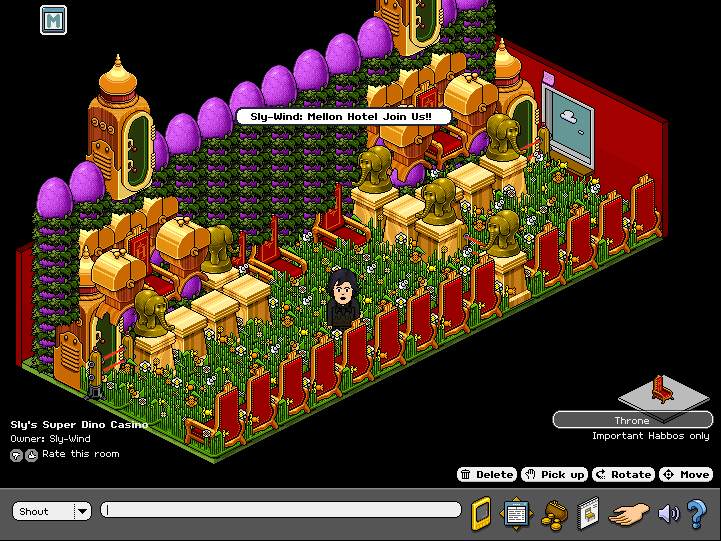 M
Sly-Wind: Mellon Hotel Join Us!!
Sly's Super Dino Casino
Owner: Sly-Wind
Rate this room
Throne
Important Habbos only
Delete
Pick up
Rotate
Move
Shout
?